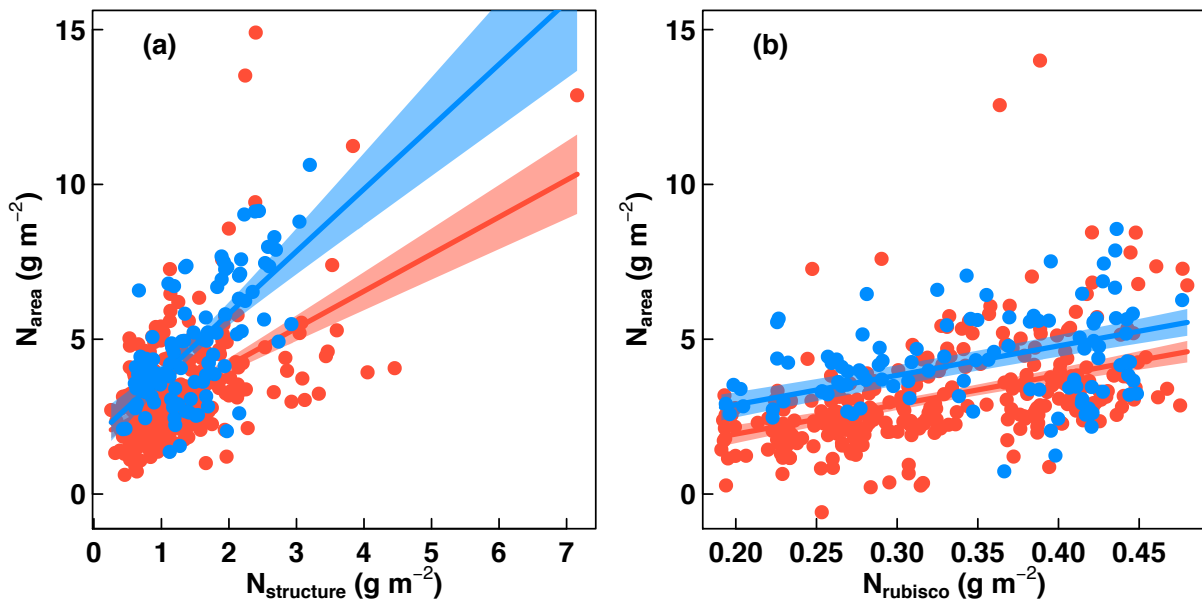 (a)
15
10
5
0
N_area (g m⁻²)
0 1 2 3 4 5 6 7
N_structure (g m⁻²)
(b)
15
10
5
0
N_area (g m⁻²)
0.20 0.25 0.30 0.35 0.40 0.45
N_rubisco (g m⁻²)